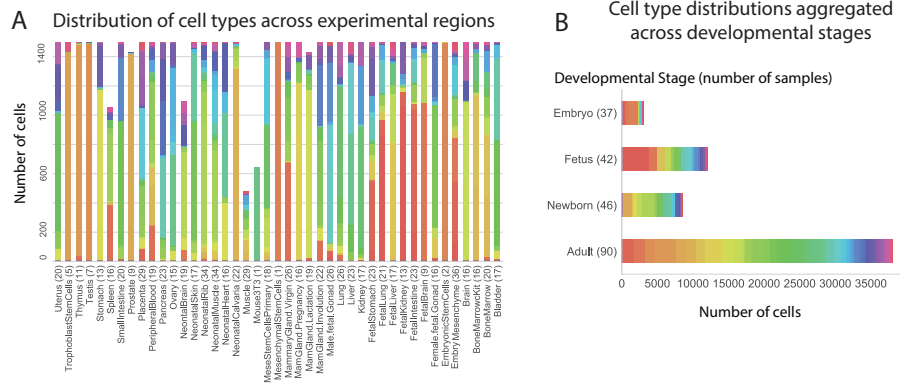 A
Distribution of cell types across experimental regions
Number of cells
1400
1000
600
200
0
Uterus (20)
TrophoblastStemCells (5)
Thymus (11)
Testis (7)
Stomach (13)
Spleen (16)
SmallIntestine (20)
Prostate (9)
Placenta (29)
PeripheralBlood (19)
Pancreas (23)
Ovary (15)
NeonatalBrain (19)
NeonatalSkin (17)
NeonatalRib (34)
NeonatalMuscle (34)
NeonatalHeart (16)
NeonatalCalvaria (22)
Muscle (29)
Mouse3T3 (1)
MeseStemCellsPrimary (18)
MesenchymalStemCells (1)
MammaryGland.Virgin (26)
MamGland.Pregnancy (16)
MamGland.Lactation (19)
MamGland.Involution (22)
Male.fetal.Gonad (26)
Lung (26)
Liver (23)
Kidney (17)
FetalStomach (23)
FetalLung (21)
FetalLiver (17)
FetalKidney (13)
FetalIntestine (23)
FetalBrain (9)
Female.fetal.Gonad (16)
EmbryonicStemCells (2)
Embry.Mesenchyme (36)
Brain (16)
BoneMarrowcKit (16)
BoneMarrow (20)
Bladder (17)
B
Cell type distributions aggregated
across developmental stages
Developmental Stage (number of samples)
Embryo (37)
Fetus (42)
Newborn (46)
Adult (90)
0 5000 10000 15000 20000 25000 30000 35000
Number of cells